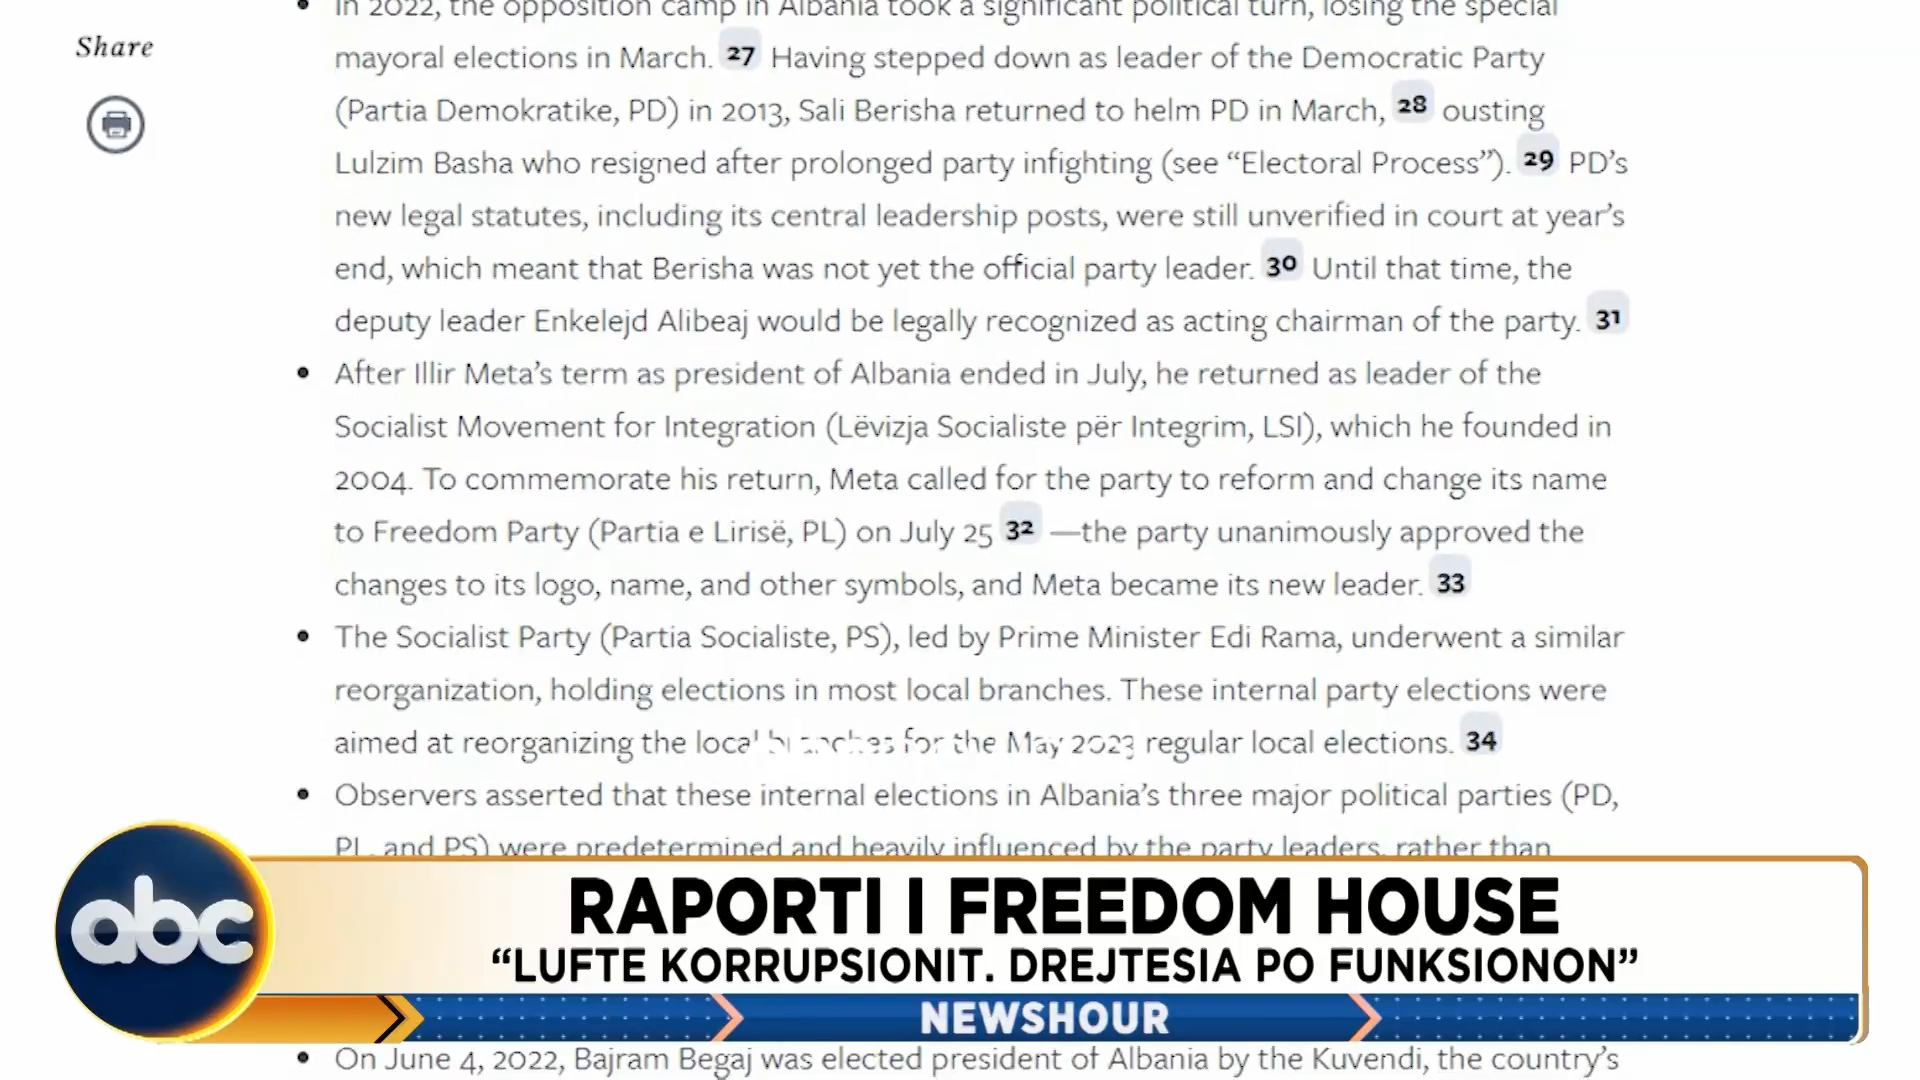 In 2022, the opposition camp in Albania took a significant political turn, losing the special
Share
mayoral elections in March. 27 Having stepped down as leader of the Democratic Party
(Partia Demokratike, PD) in 2013, Sali Berisha returned to helm PD in March, 28 ousting
Lulzim Basha who resigned after prolonged party infighting (see “Electoral Process”). 29 PD’s
new legal statutes, including its central leadership posts, were still unverified in court at year’s
end, which meant that Berisha was not yet the official party leader. 30 Until that time, the
deputy leader Enkelejd Alibeaj would be legally recognized as acting chairman of the party. 31
After Illir Meta’s term as president of Albania ended in July, he returned as leader of the
Socialist Movement for Integration (Lëvizja Socialiste për Integrim, LSI), which he founded in
2004. To commemorate his return, Meta called for the party to reform and change its name
to Freedom Party (Partia e Lirisë, PL) on July 25 32 —the party unanimously approved the
changes to its logo, name, and other symbols, and Meta became its new leader. 33
The Socialist Party (Partia Socialiste, PS), led by Prime Minister Edi Rama, underwent a similar
reorganization, holding elections in most local branches. These internal party elections were
aimed at reorganizing the local branches for the May 2023 regular local elections. 34
Observers asserted that these internal elections in Albania’s three major political parties (PD,
PL, and PS) were predetermined and heavily influenced by the party leaders, rather than
abc
RAPORTI I FREEDOM HOUSE
“LUFTE KORRUPSIONIT. DREJTESIA PO FUNKSIONON”
NEWSHOUR
On June 4, 2022, Bajram Begaj was elected president of Albania by the Kuvendi, the country’s